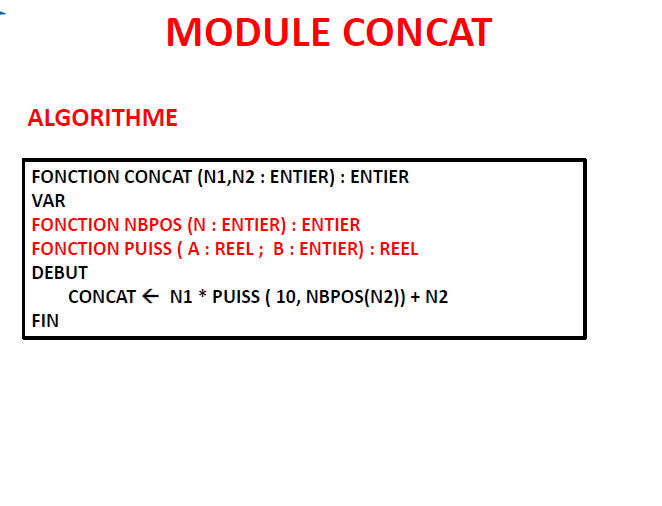 MODULE CONCAT
ALGORITHME
FONCTION CONCAT (N1,N2 : ENTIER) : ENTIER
VAR
FONCTION NBPOS (N : ENTIER) : ENTIER
FONCTION PUISS ( A : REEL ; B : ENTIER) : REEL
DEBUT
CONCAT ← N1 * PUISS ( 10, NBPOS(N2)) + N2
FIN